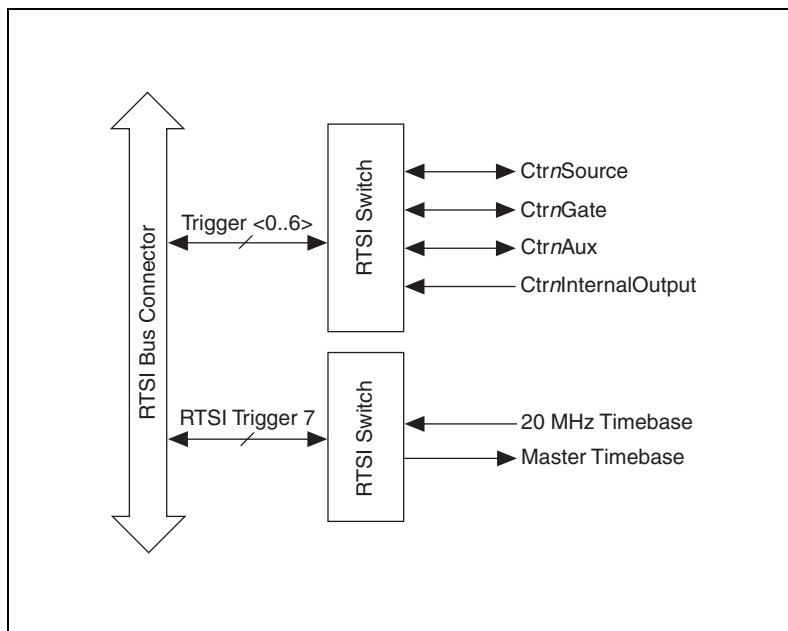 RTSI Bus Connector
Trigger <0..6>
RTSI Switch
CtrnSource
CtrnGate
CtrnAux
CtrnInternalOutput
RTSI Trigger 7
RTSI Switch
20 MHz Timebase
Master Timebase